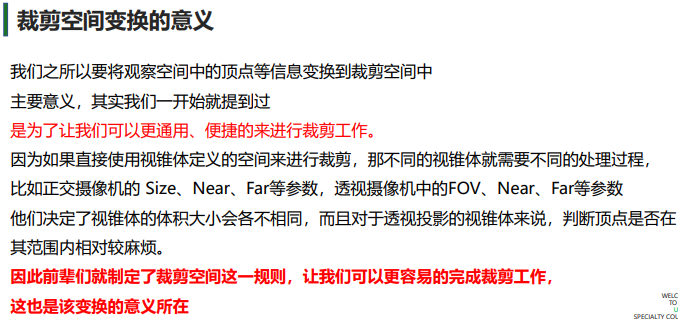 裁剪空间变换的意义
我们之所以要将观察空间中的顶点等信息变换到裁剪空间中
主要意义，其实我们一开始就提到过
是为了让我们可以更通用、便捷的来进行裁剪工作。
因为如果直接使用视锥体定义的空间来进行裁剪，那不同的视锥体就需要不同的处理过程，
比如正交摄像机的 Size、Near、Far等参数，透视摄像机中的FOV、Near、Far等参数
他们决定了视锥体的体积大小会各不相同，而且对于透视投影的视锥体来说，判断顶点是否在
其范围内相对较麻烦。
因此前辈们就制定了裁剪空间这一规则，让我们可以更容易的完成裁剪工作，
这也是该变换的意义所在
WELC
TO
U
SPECIALTY COU